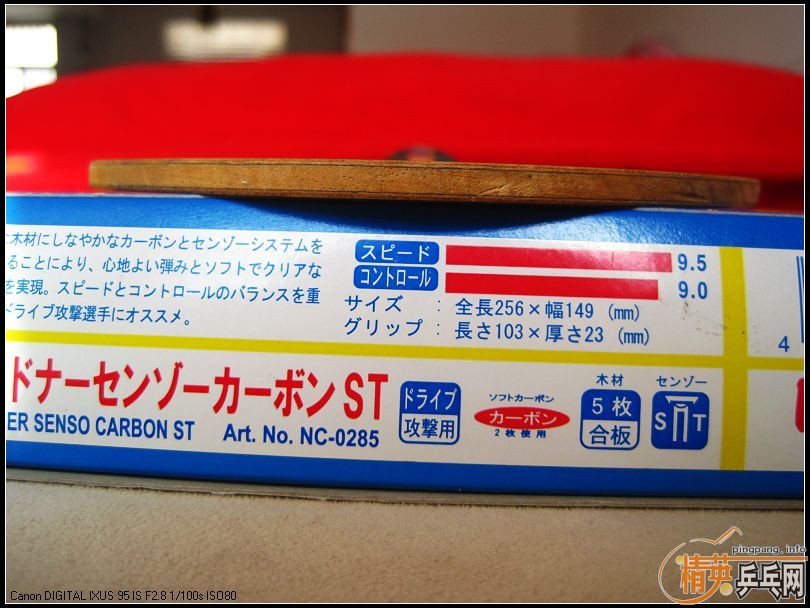 木材にしなやかなカーボンとセンゾーシステムを
ることにより、心地よい弾みとソフトでクリアな
を実現。スピードとコントロールのバランスを重
ドライブ攻撃選手にオススメ。
スピード 9.5
コントロール 9.0
サイズ : 全長256×幅149 (mm)
グリップ : 長さ103×厚さ23 (mm)
4
ドナーセンゾーカーボンST
ER SENSO CARBON ST Art. No. NC-0285
ドライブ
攻撃用
ソフトカーボン
カーボン
2枚使用
木材
5枚
合板
センゾー
S T
pingpang.info
精英乒乓网
Canon DIGITAL IXUS 95 IS F2.8 1/100s ISO80